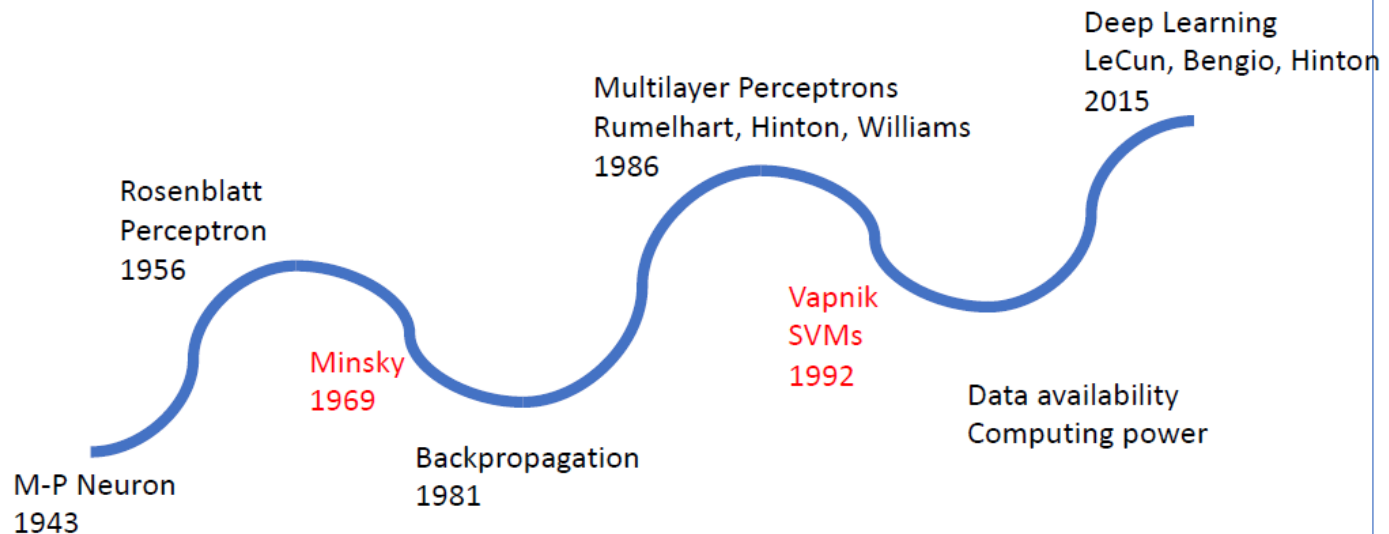 M-P Neuron
1943
Rosenblatt
Perceptron
1956
Minsky
1969
Backpropagation
1981
Multilayer Perceptrons
Rumelhart, Hinton, Williams
1986
Vapnik
SVMs
1992
Data availability
Computing power
Deep Learning
LeCun, Bengio, Hinton
2015